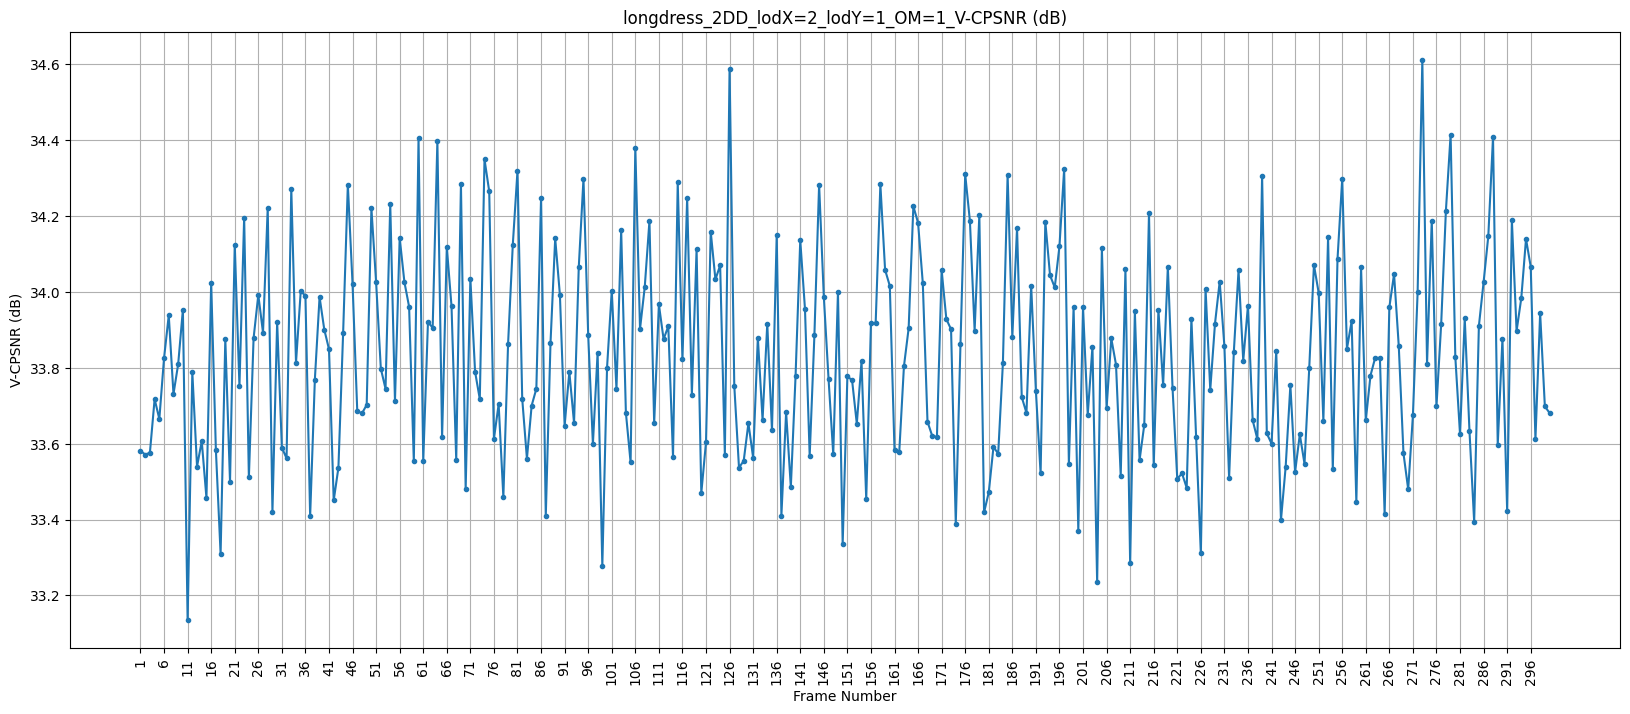 longdress_2DD_lodX=2_lodY=1_OM=1_V-CPSNR (dB)
V-CPSNR (dB)
34.6
34.4
34.2
34.0
33.8
33.6
33.4
33.2
1 6 11 16 21 26 31 36 41 46 51 56 61 66 71 76 81 86 91 96 101 106 111 116 121 126 131 136 141 146 151 156 161 166 171 176 181 186 191 196 201 206 211 216 221 226 231 236 241 246 251 256 261 266 271 276 281 286 291 296
Frame Number